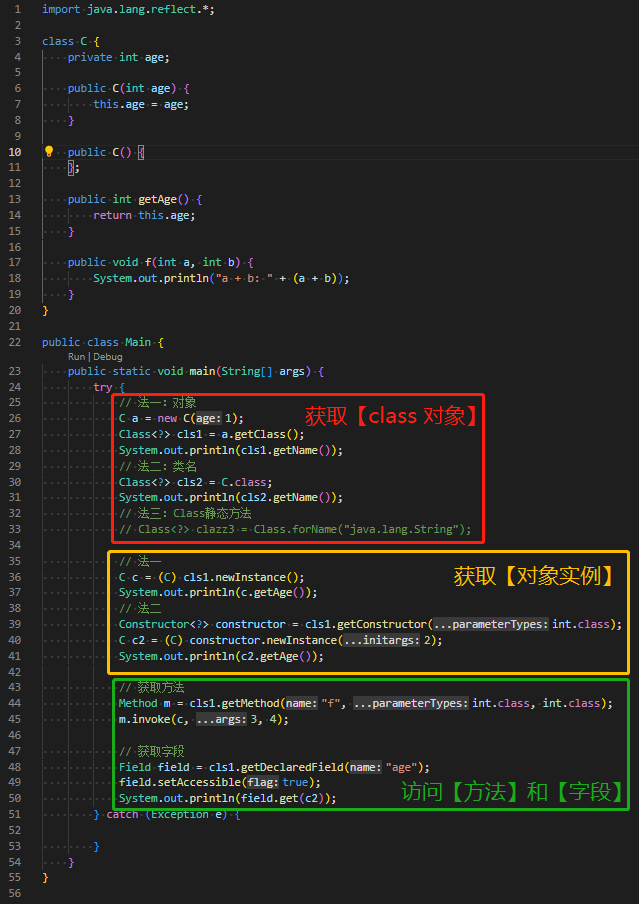 1 import java.lang.reflect.*;
2
3 class C {
4 private int age;
5
6 public C(int age) {
7 this.age = age;
8 }
9
10 public C() {
11 };
12
13 public int getAge() {
14 return this.age;
15 }
16
17 public void f(int a, int b) {
18 System.out.println("a + b: " + (a + b));
19 }
20 }
21
22 public class Main {
Run | Debug
23 public static void main(String[] args) {
24 try {
25 // 法一: 对象
26 C a = new C(age: 1);
获取【class 对象】
27 Class<?> cls1 = a.getClass();
28 System.out.println(cls1.getName());
29 // 法二: 类名
30 Class<?> cls2 = C.class;
31 System.out.println(cls2.getName());
32 // 法三: Class静态方法
33 // Class<?> clazz3 = Class.forName("java.lang.String");
34
35 // 法一
36 C c = (C) cls1.newInstance();
获取【对象实例】
37 System.out.println(c.getAge());
38 // 法二
39 Constructor<?> constructor = cls1.getConstructor(...parameterTypes: int.class);
40 C c2 = (C) constructor.newInstance(...initargs: 2);
41 System.out.println(c2.getAge());
42
43 // 获取方法
44 Method m = cls1.getMethod(name: "f", ...parameterTypes: int.class, int.class);
45 m.invoke(c, ...args: 3, 4);
46
47 // 获取字段
48 Field field = cls1.getDeclaredField(name: "age");
49 field.setAccessible(flag: true);
50 System.out.println(field.get(c2));
访问【方法】和【字段】
51 } catch (Exception e) {
52
53 }
54 }
55 }
56